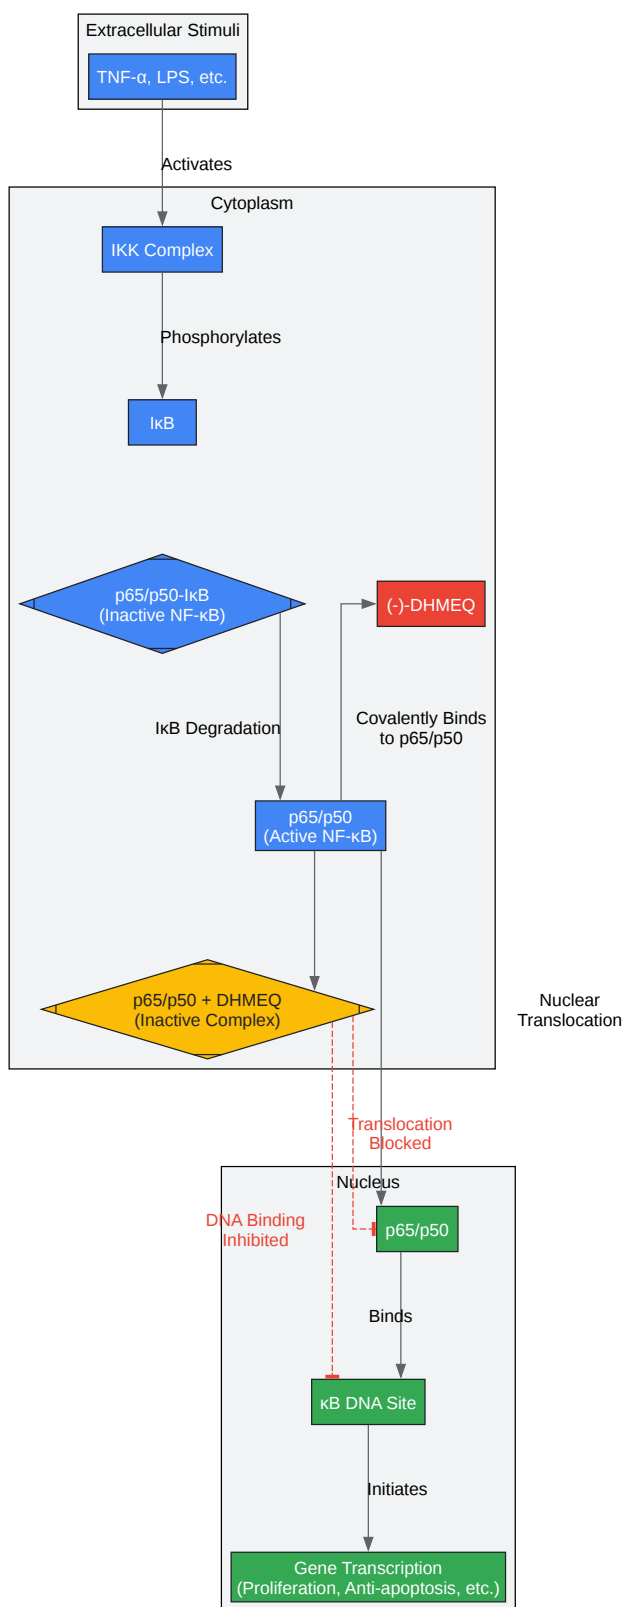 Extracellular Stimuli
TNF-α, LPS, etc.
Activates
Cytoplasm
IKK Complex
Phosphorylates
IκB
p65/p50-IκB
(Inactive NF-κB)
(-)-DHMEQ
IκB Degradation
Covalently Binds
to p65/p50
p65/p50
(Active NF-κB)
p65/p50 + DHMEQ
(Inactive Complex)
Nuclear
Translocation
Translocation
Blocked
Nucleus
DNA Binding
Inhibited
p65/p50
Binds
κB DNA Site
Initiates
Gene Transcription
(Proliferation, Anti-apoptosis, etc.)